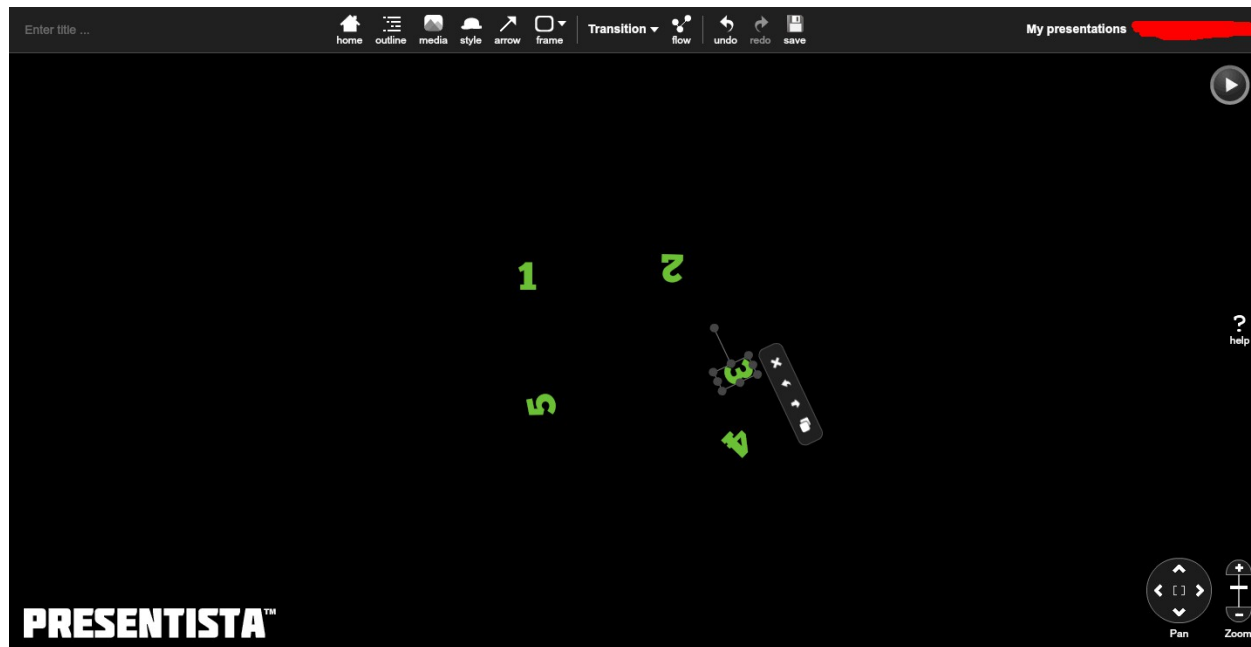 Enter title ...
home outline media style arrow frame Transition flow undo redo save
My presentations
help
1
2
3
4
5
PRESENTISTA™
Pan Zoom